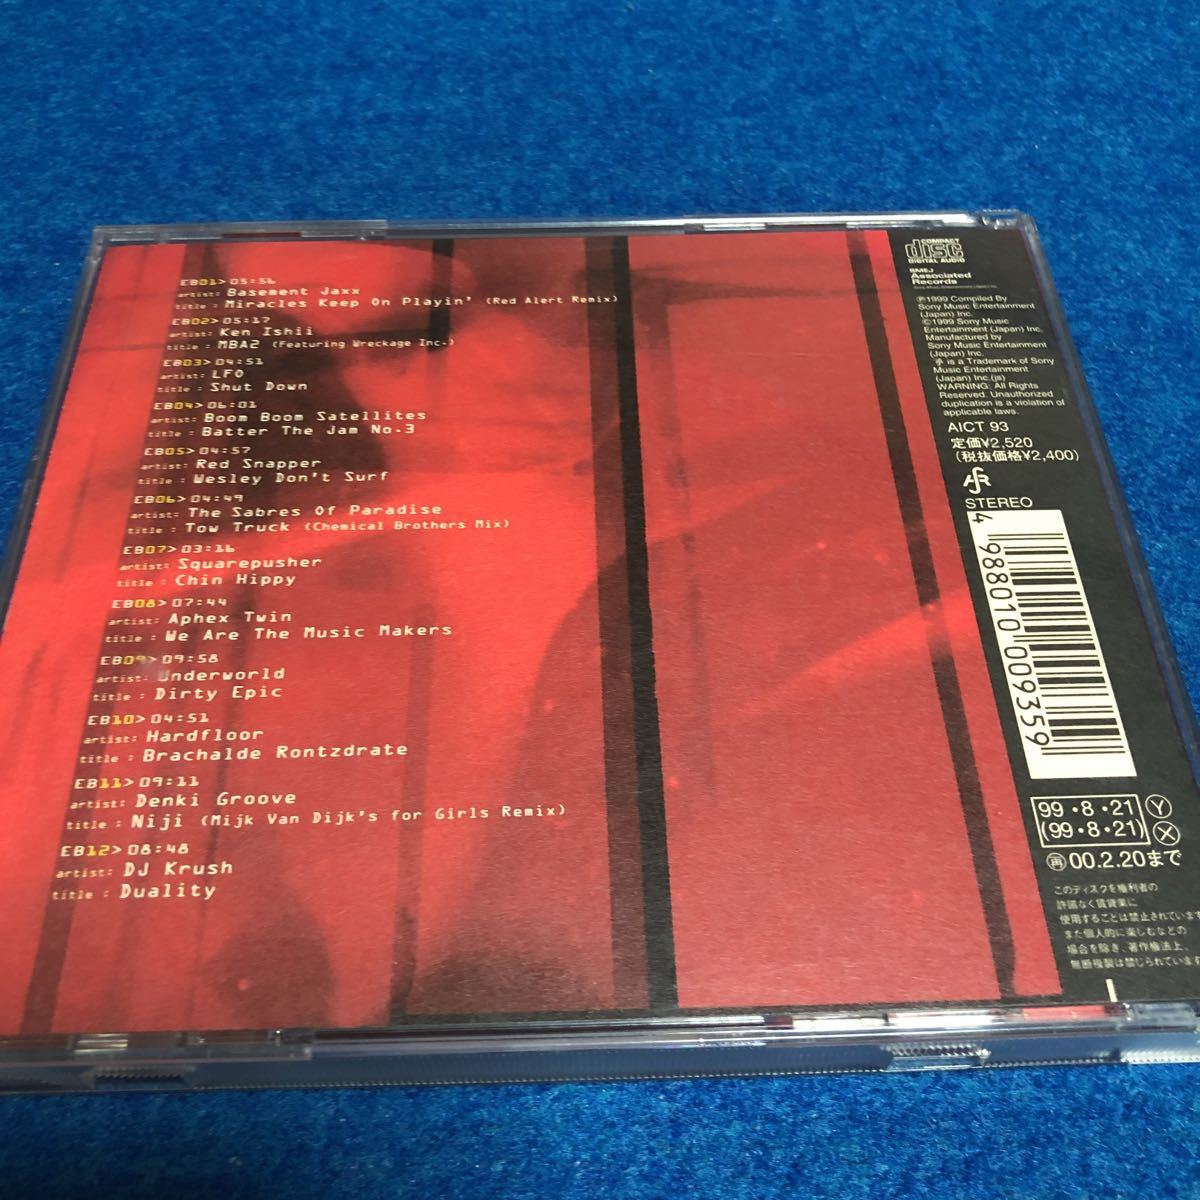 EB01>05:56
artist: Basement Jaxx
title : Miracles Keep On Playin' (Red Alert Remix)
EB02>05:17
artist: Ken Ishii
title : MBA2 (Featuring Wreckage Inc.)
EB03>04:51
artist: LFO
title : Shut Down
EB04>06:01
artist: Boom Boom Satellites
title : Batter The Jam No.3
EB05>04:57
artist: Red Snapper
title : Wesley Don't Surf
EB06>04:49
artist: The Sabres Of Paradise
title : Tow Truck (Chemical Brothers Mix)
EB07>03:16
artist: Squarepusher
title : Chin Hippy
EB08>07:44
artist: Aphex Twin
title : We Are The Music Makers
EB09>09:58
artist: Underworld
title : Dirty Epic
EB10>04:51
artist: Hardfloor
title : Brachalde Rontzdrate
EB11>09:11
artist: Denki Groove
title : Niji (Mijk Van Dijk's for Girls Remix)
EB12>08:48
artist: DJ Krush
title : Duality
COMPACT
disc
DIGITAL AUDIO
SMEJ
Associated
Records
Ⓟ1999 Compiled By
Sony Music Entertainment
(Japan) Inc.
©1999 Sony Music
Entertainment (Japan) Inc.
Manufactured by
Sony Music Entertainment
(Japan) Inc.
is a Trademark of Sony
Music Entertainment
(Japan) Inc.(js)
WARNING: All Rights
Reserved. Unauthorized
duplication is a violation of
applicable laws.
AICT 93
定価¥2,520
(税抜価格¥2,400)
STEREO
4 988010 009359
99・8・21 Ⓨ
(99・8・21) Ⓧ
㊢00.2.20まで
このディスクを権利者の
許諾なく賃貸業に
使用することは禁止されています
また個人的に楽しむなどの
場合を除き、著作権法上、
無断複製は禁じられています